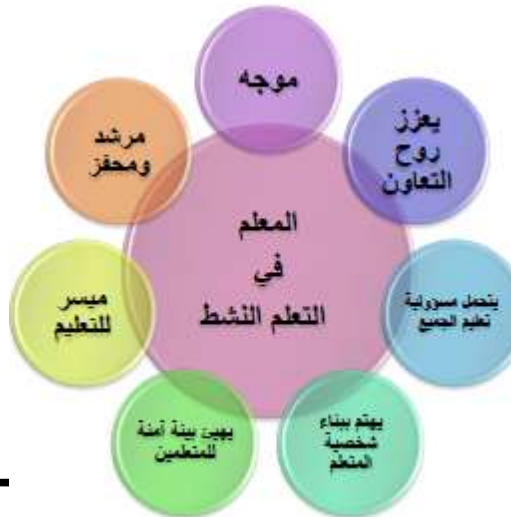 موجه
يعزز
روح
التعاون
يتحمل مسؤولية
تعليم الجميع
يهتم ببناء
شخصية
المتعلم
يهيئ بيئة آمنة
للمتعلمين
ميسر
للتعليم
مرشد
ومحفز
المعلم
في
التعلم النشط